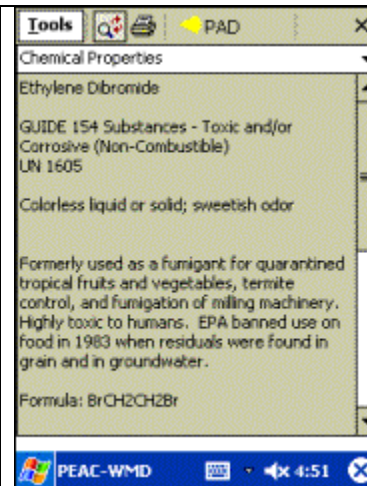 Tools PAD
Chemical Properties
Ethylene Dibromide
GUIDE 154 Substances - Toxic and/or
Corrosive (Non-Combustible)
UN 1605
Colorless liquid or solid; sweetish odor
Formerly used as a fumigant for quarantined
tropical fruits and vegetables, termite
control, and fumigation of milling machinery.
Highly toxic to humans. EPA banned use on
food in 1983 when residuals were found in
grain and in groundwater.
Formula: BrCH2CH2Br
PEAC-WMD 4:51